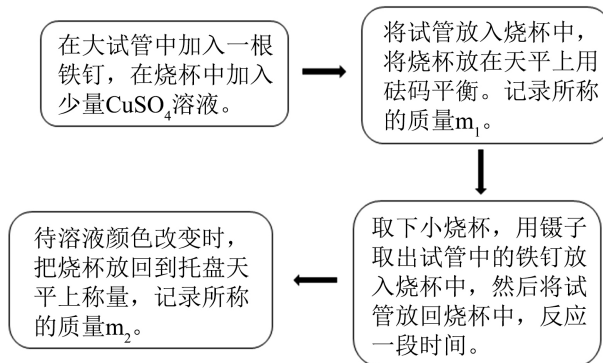 在大试管中加入一根
铁钉，在烧杯中加入
少量CuSO₄溶液。
将试管放入烧杯中，
将烧杯放在天平上用
砝码平衡。记录所称
的质量m₁。
取下小烧杯，用镊子
取出试管中的铁钉放
入烧杯中，然后将试
管放回烧杯中，反应
一段时间。
待溶液颜色改变时，
把烧杯放回到托盘天
平上称量，记录所称
的质量m₂。